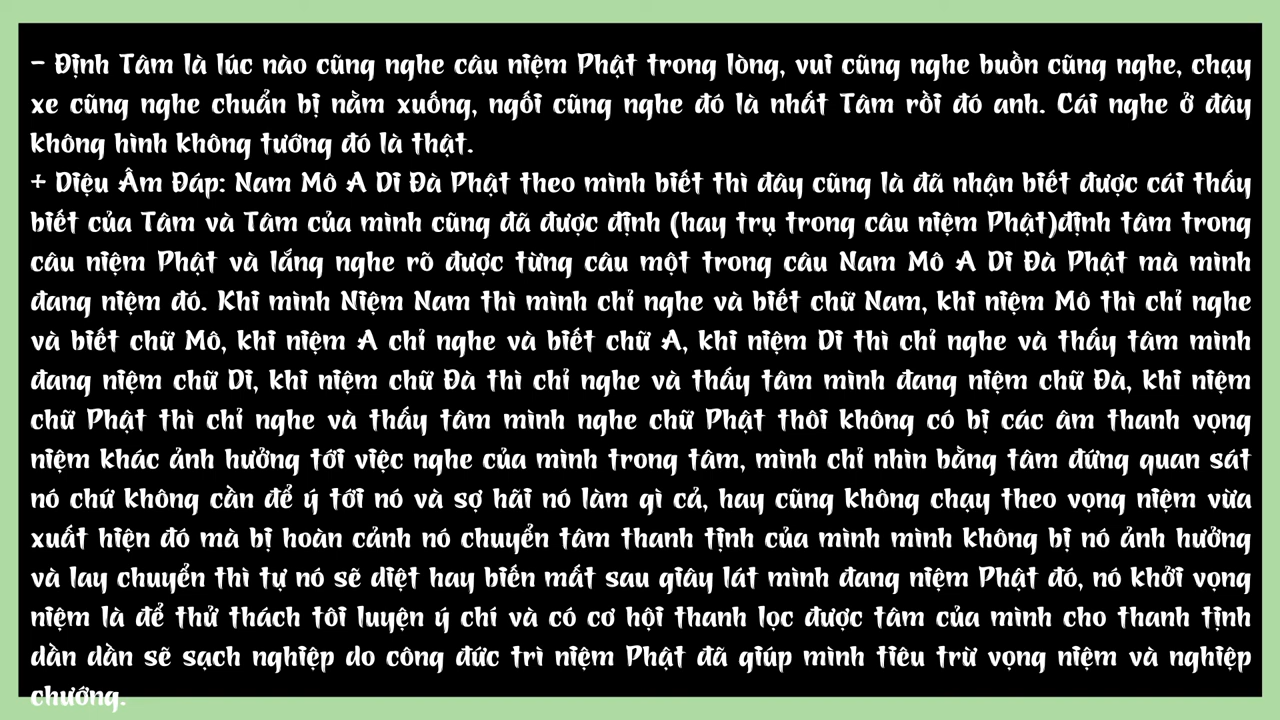 – Định Tâm là lúc nào cũng nghe câu niệm Phật trong lòng, vui cũng nghe buồn cũng nghe, chạy
xe cũng nghe chuẩn bị nằm xuống, ngối cũng nghe đó là nhất Tâm rồi đó anh. Cái nghe ở đây
không hình không tướng đó là thật.
+ Diệu Âm Đáp: Nam Mô A Di Đà Phật theo mình biết thì đây cũng là đã nhận biết được cái thấy
biết của Tâm và Tâm của mình cũng đã được định (hay trụ trong câu niệm Phật)định tâm trong
câu niệm Phật và lắng nghe rõ được từng câu một trong câu Nam Mô A Di Đà Phật mà mình
đang niệm đó. Khi mình Niệm Nam thì mình chỉ nghe và biết chữ Nam, khi niệm Mô thì chỉ nghe
và biết chữ Mô, khi niệm A chỉ nghe và biết chữ A, khi niệm Di thì chỉ nghe và thấy tâm mình
đang niệm chữ Di, khi niệm chữ Đà thì chỉ nghe và thấy tâm mình đang niệm chữ Đà, khi niệm
chữ Phật thì chỉ nghe và thấy tâm mình nghe chữ Phật thôi không có bị các âm thanh vọng
niệm khác ảnh hưởng tới việc nghe của mình trong tâm, mình chỉ nhìn bằng tâm đứng quan sát
nó chứ không cần để ý tới nó và sợ hãi nó làm gì cả, hay cũng không chạy theo vọng niệm vừa
xuất hiện đó mà bị hoàn cảnh nó chuyển tâm thanh tịnh của mình mình không bị nó ảnh hưởng
và lay chuyển thì tự nó sẽ diệt hay biến mất sau giây lát mình đang niệm Phật đó, nó khởi vọng
niệm là để thử thách tôi luyện ý chí và có cơ hội thanh lọc được tâm của mình cho thanh tịnh
dần dần sẽ sạch nghiệp do công đức trì niệm Phật đã giúp mình tiêu trừ vọng niệm và nghiệp
chướng.